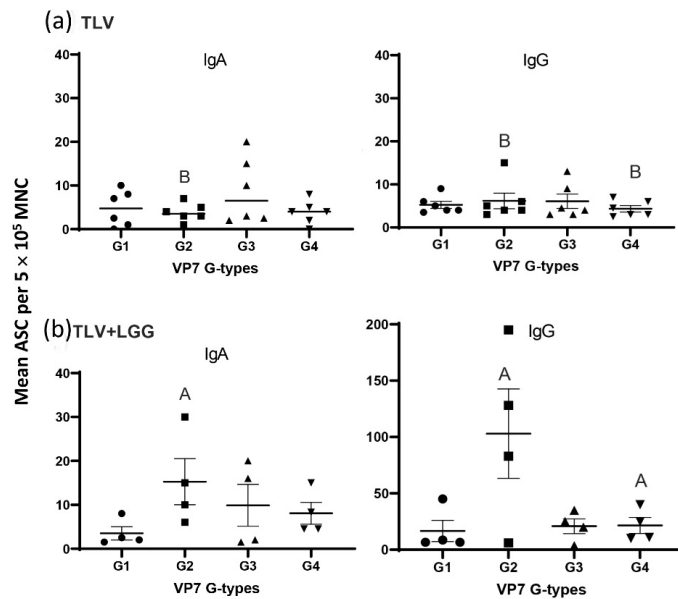 (a) TLV
Mean ASC per 5 × 10⁵ MNC
IgA
40
30
20
10
0
B
G1 G2 G3 G4
VP7 G-types
IgG
40
30
20
10
0
B
B
G1 G2 G3 G4
VP7 G-types
(b) TLV+LGG
IgA
40
30
20
10
0
A
G1 G2 G3 G4
VP7 G-types
IgG
200
150
100
50
0
A
A
G1 G2 G3 G4
VP7 G-types